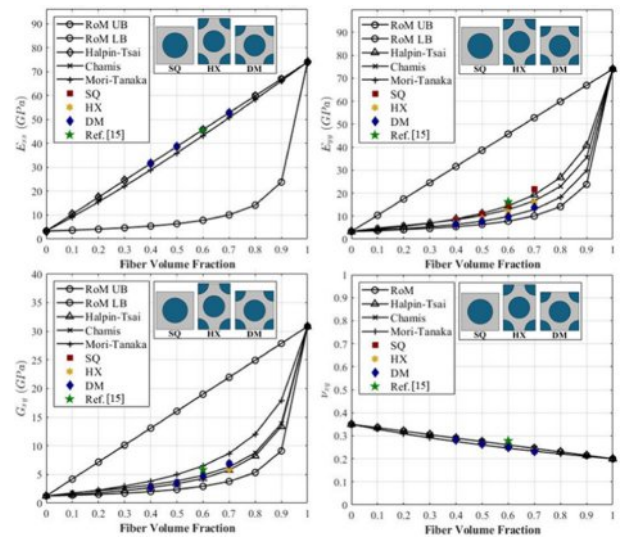 E_xx (GPa)
80
70
60
50
40
30
20
10
0
RoM UB
RoM LB
Halpin-Tsai
Chamis
Mori-Tanaka
SQ
HX
DM
Ref. [15]
SQ HX DM
0 0.1 0.2 0.3 0.4 0.5 0.6 0.7 0.8 0.9 1
Fiber Volume Fraction
E_yy (GPa)
90
80
70
60
50
40
30
20
10
0
RoM UB
RoM LB
Halpin-Tsai
Chamis
Mori-Tanaka
SQ
HX
DM
Ref. [15]
SQ HX DM
0 0.1 0.2 0.3 0.4 0.5 0.6 0.7 0.8 0.9 1
Fiber Volume Fraction
G_xy (GPa)
40
35
30
25
20
15
10
5
0
RoM UB
RoM LB
Halpin-Tsai
Chamis
Mori-Tanaka
SQ
HX
DM
Ref. [15]
SQ HX DM
0 0.1 0.2 0.3 0.4 0.5 0.6 0.7 0.8 0.9 1
Fiber Volume Fraction
ν_xy
1
0.9
0.8
0.7
0.6
0.5
0.4
0.3
0.2
0.1
0
RoM
Halpin-Tsai
Chamis
Mori-Tanaka
SQ
HX
DM
Ref. [15]
SQ HX DM
0 0.1 0.2 0.3 0.4 0.5 0.6 0.7 0.8 0.9 1
Fiber Volume Fraction